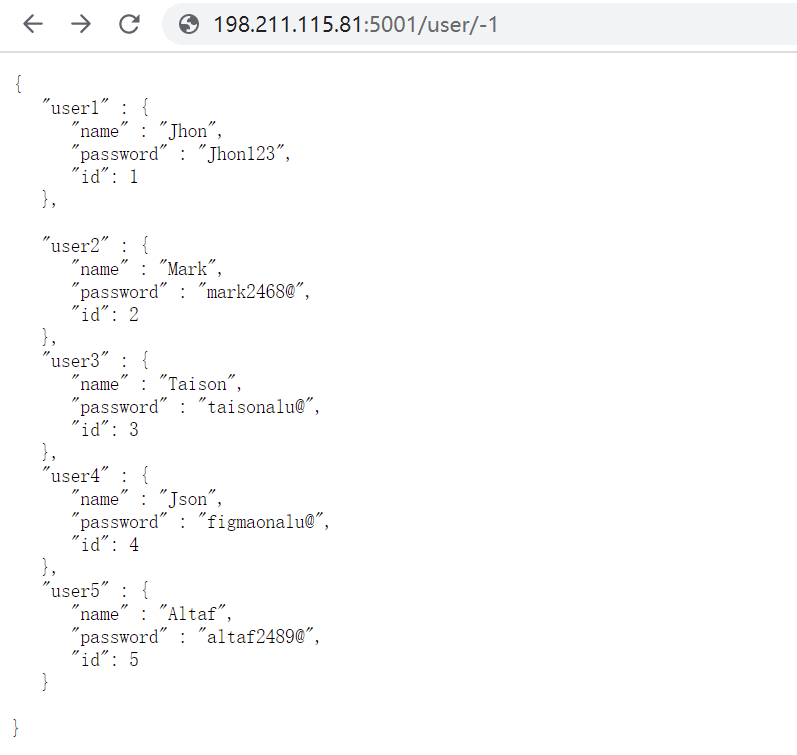 198.211.115.81:5001/user/-1
{
"user1" : {
"name" : "Jhon",
"password" : "Jhon123",
"id": 1
},
"user2" : {
"name" : "Mark",
"password" : "mark2468@",
"id": 2
},
"user3" : {
"name" : "Taison",
"password" : "taisonalu@",
"id": 3
},
"user4" : {
"name" : "Json",
"password" : "figmaonalu@",
"id": 4
},
"user5" : {
"name" : "Altaf",
"password" : "altaf2489@",
"id": 5
}
}